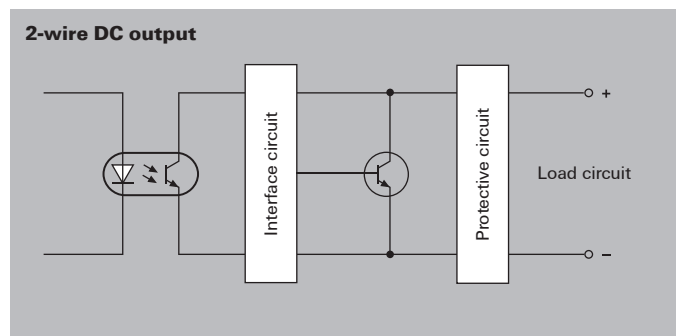 2-wire DC output
Interface circuit
Protective circuit
+
Load circuit
–